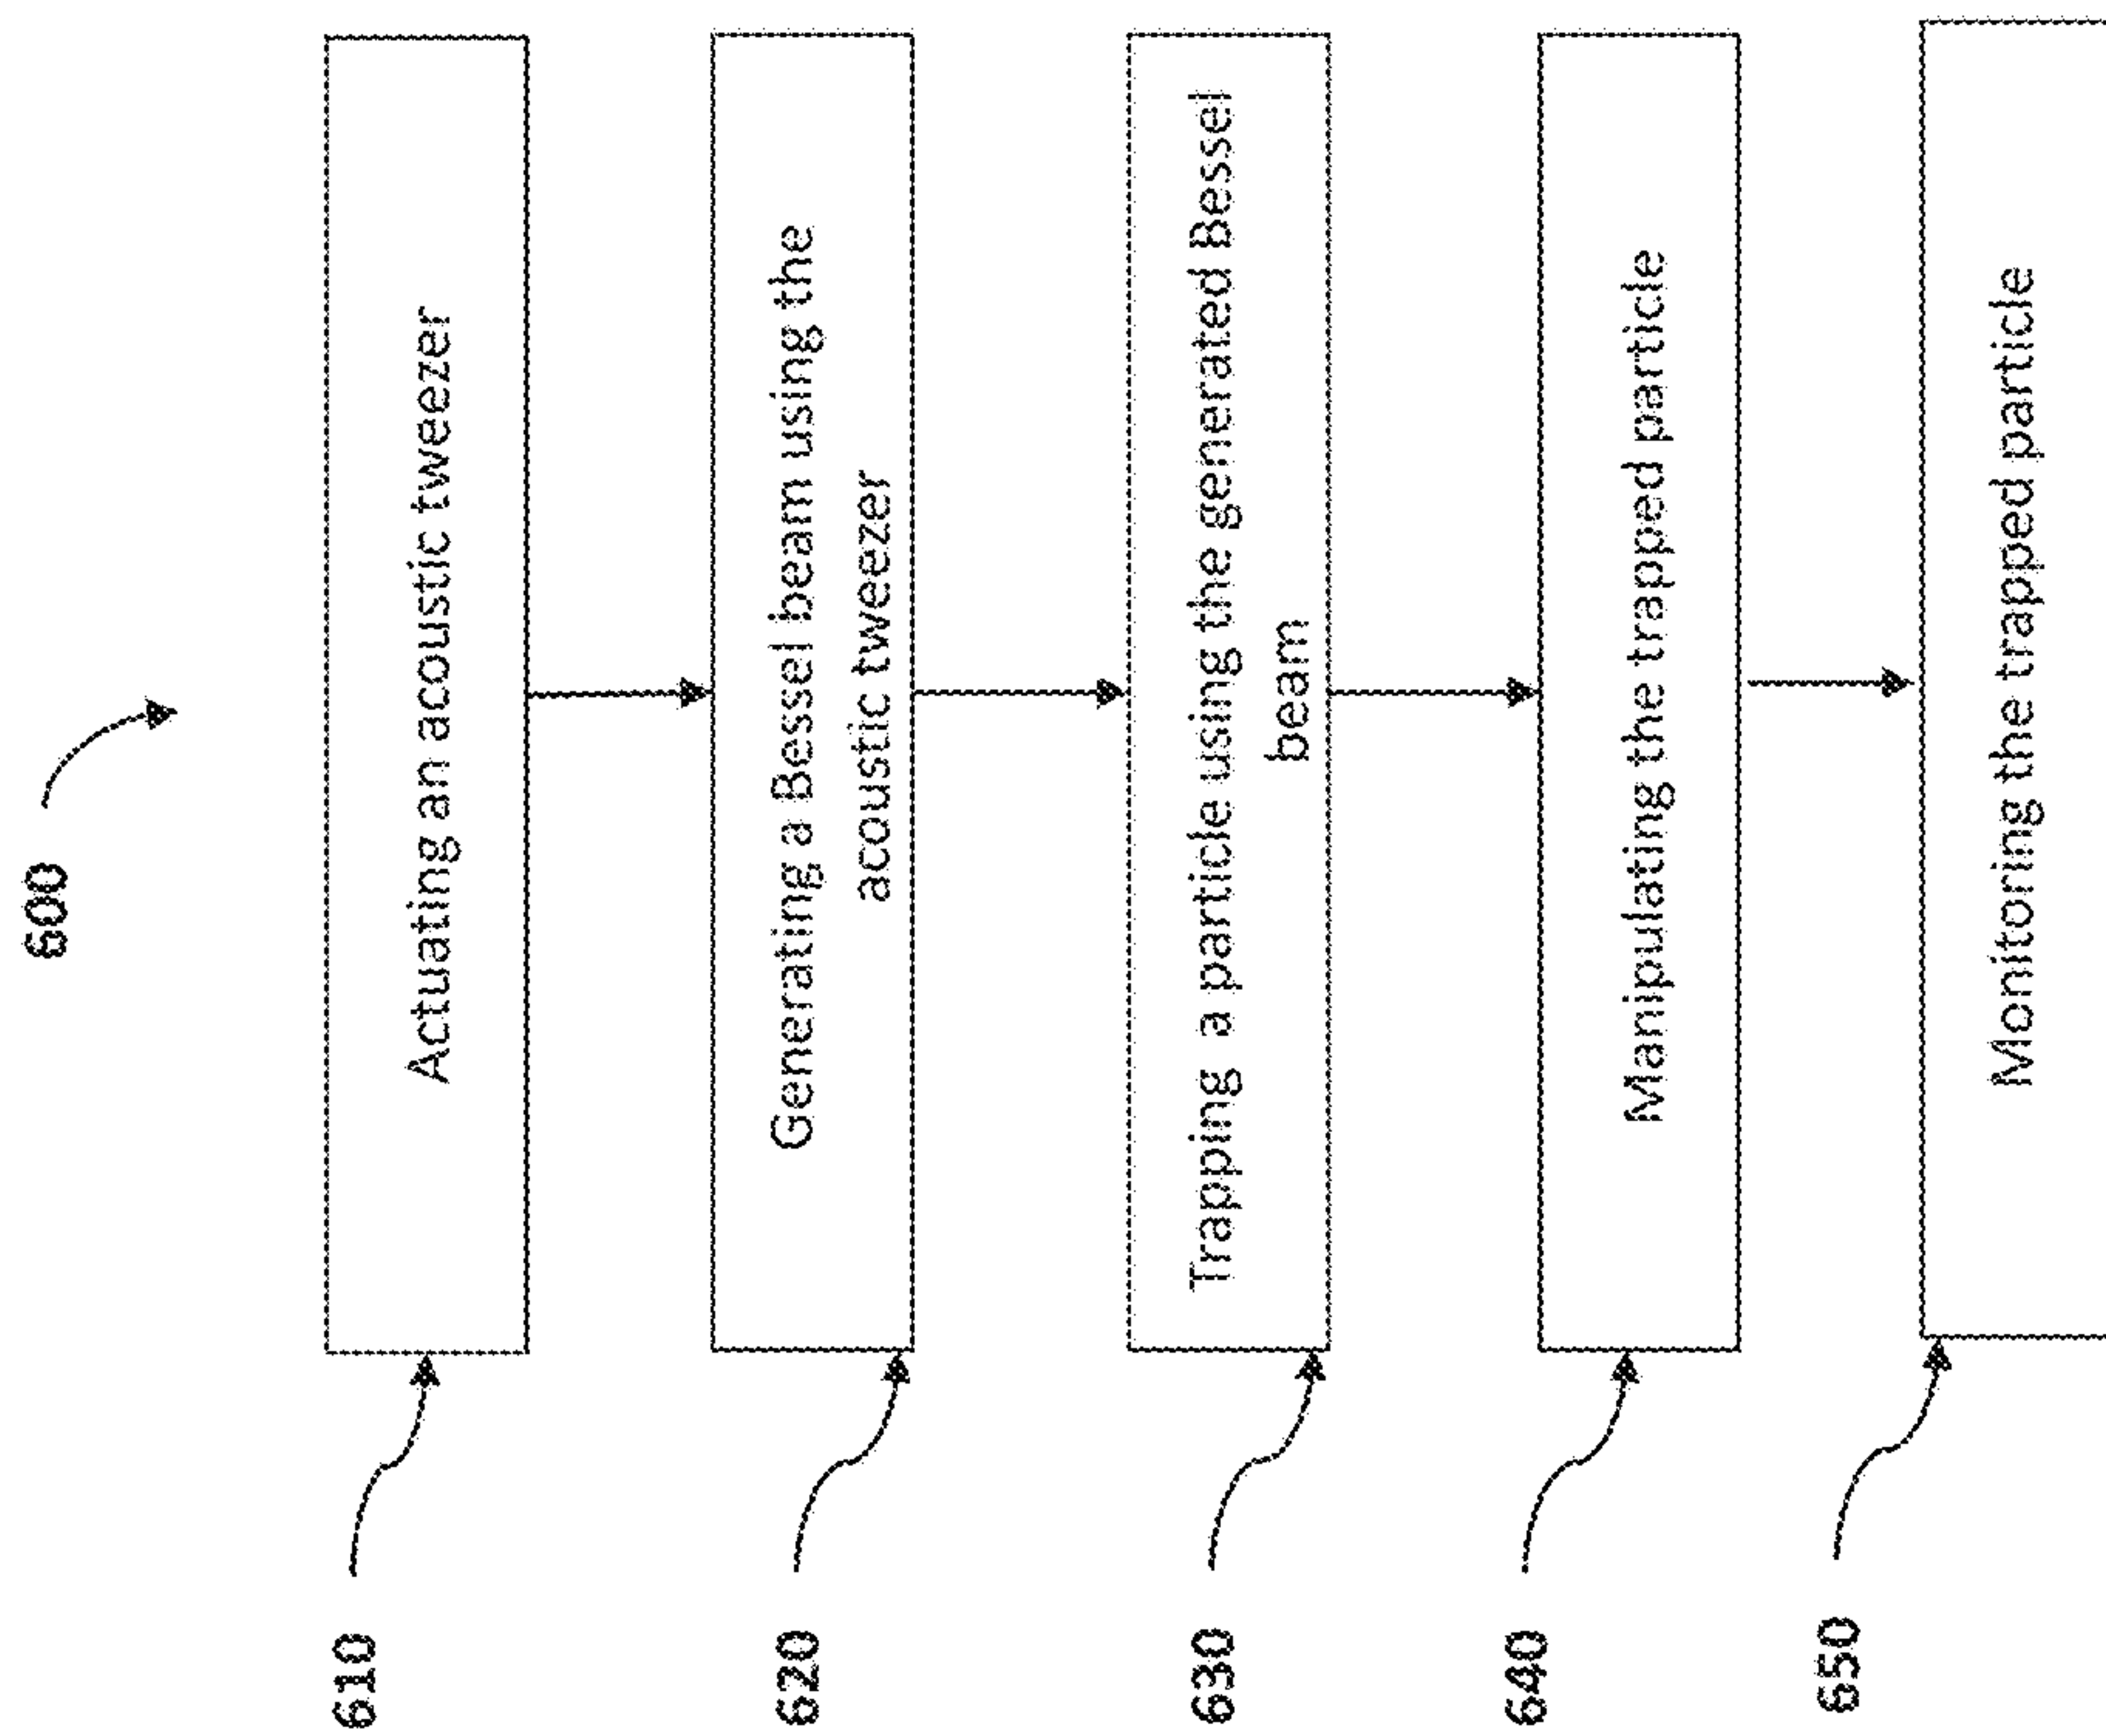 600
610
Actuating an acoustic tweezer
620
Generating a Bessel beam using the
acoustic tweezer
630
Trapping a particle using the generated Bessel
beam
640
Manipulating the trapped particle
650
Monitoring the trapped particle